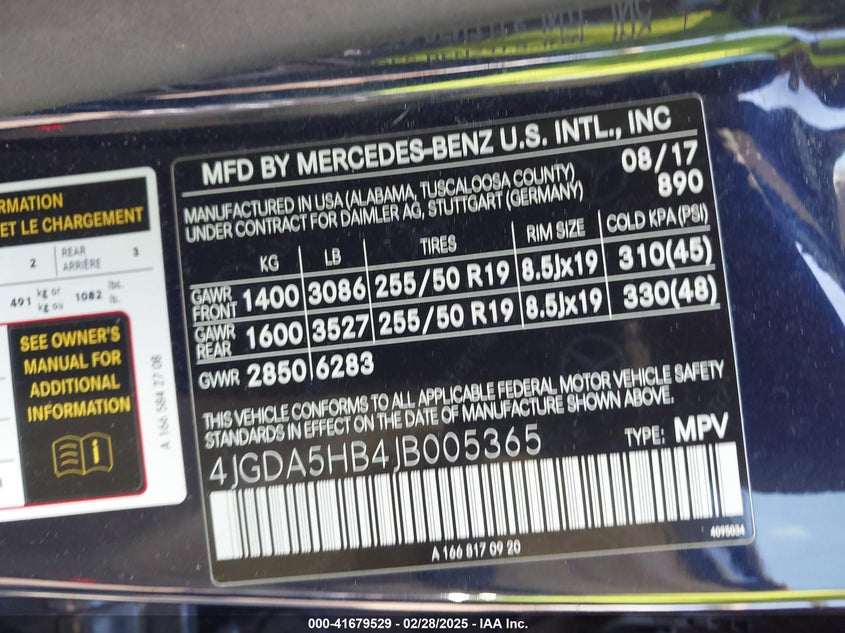 MFD BY MERCEDES-BENZ U.S. INTL., INC
MANUFACTURED IN USA (ALABAMA, TUSCALOOSA COUNTY) 08/17
UNDER CONTRACT FOR DAIMLER AG, STUTTGART (GERMANY) 890
KG LB TIRES RIM SIZE COLD KPA (PSI)
GAWR FRONT 1400 3086 255/50 R19 8.5Jx19 310(45)
GAWR REAR 1600 3527 255/50 R19 8.5Jx19 330(48)
GVWR 2850 6283
THIS VEHICLE CONFORMS TO ALL APPLICABLE FEDERAL MOTOR VEHICLE SAFETY
STANDARDS IN EFFECT ON THE DATE OF MANUFACTURE SHOWN ABOVE.
4JGDA5HB4JB005365 TYPE: MPV
4095034
A 166 817 09 20
RMATION
ET LE CHARGEMENT
2 REAR 3
ARRIÈRE
491 kg of 1082 lbs.
kg ou lb.
SEE OWNER'S
MANUAL FOR
ADDITIONAL
INFORMATION
A 166 584 27 08
000-41679529 - 02/28/2025 - IAA Inc.